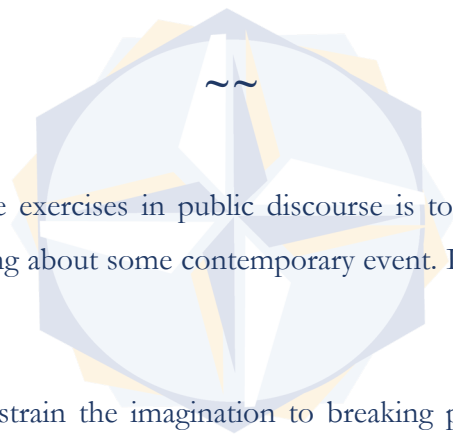 ~~
e exercises in public discourse is to
ng about some contemporary event.
strain the imagination to breaking